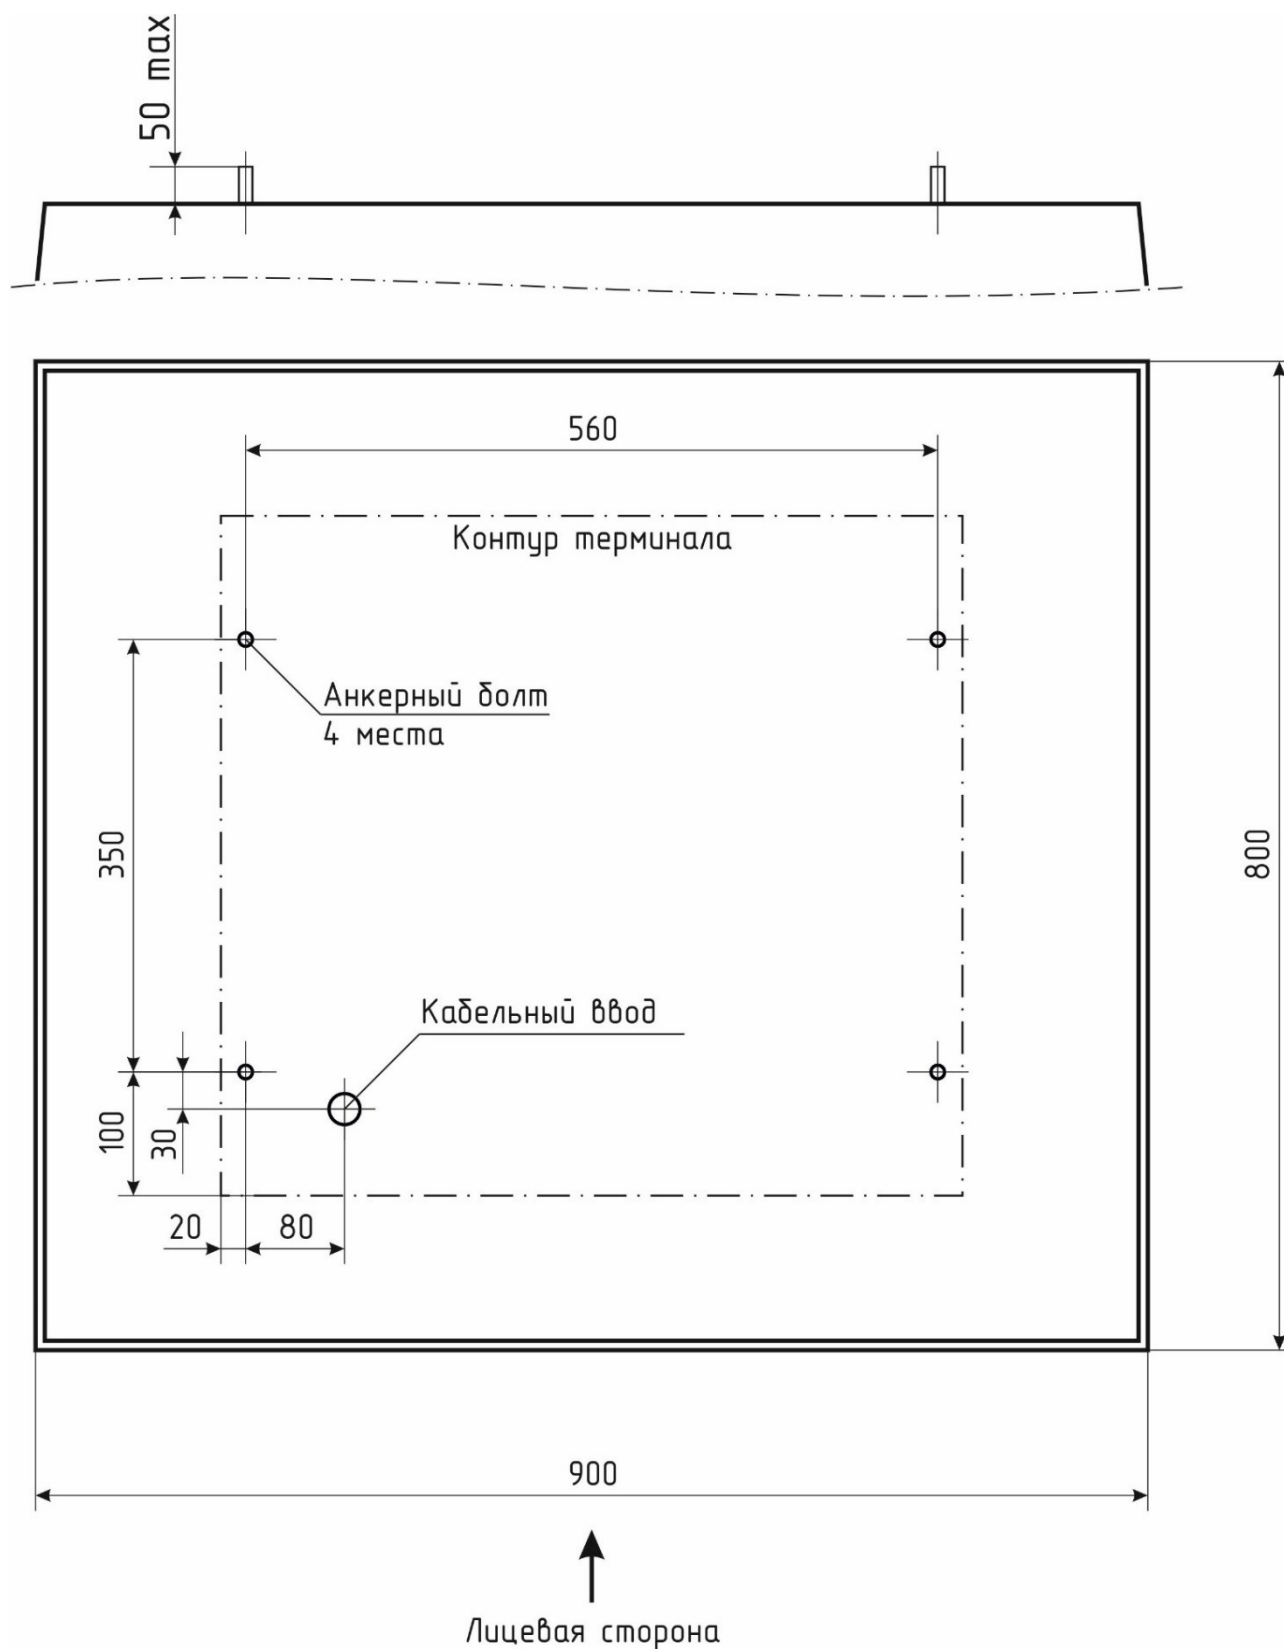 50 max
560
Контур терминала
Анкерный болт
4 места
350
800
Кабельный ввод
100
30
20
80
900
Лицевая сторона